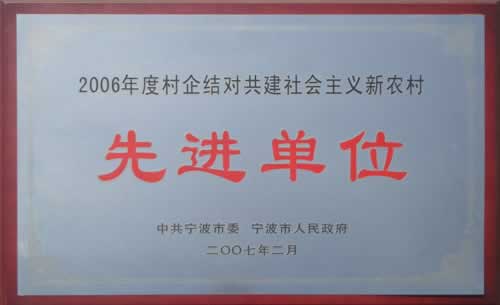 2006年度村企结对共建社会主义新农村
先进单位
中共宁波市委 宁波市人民政府
二〇〇七年二月